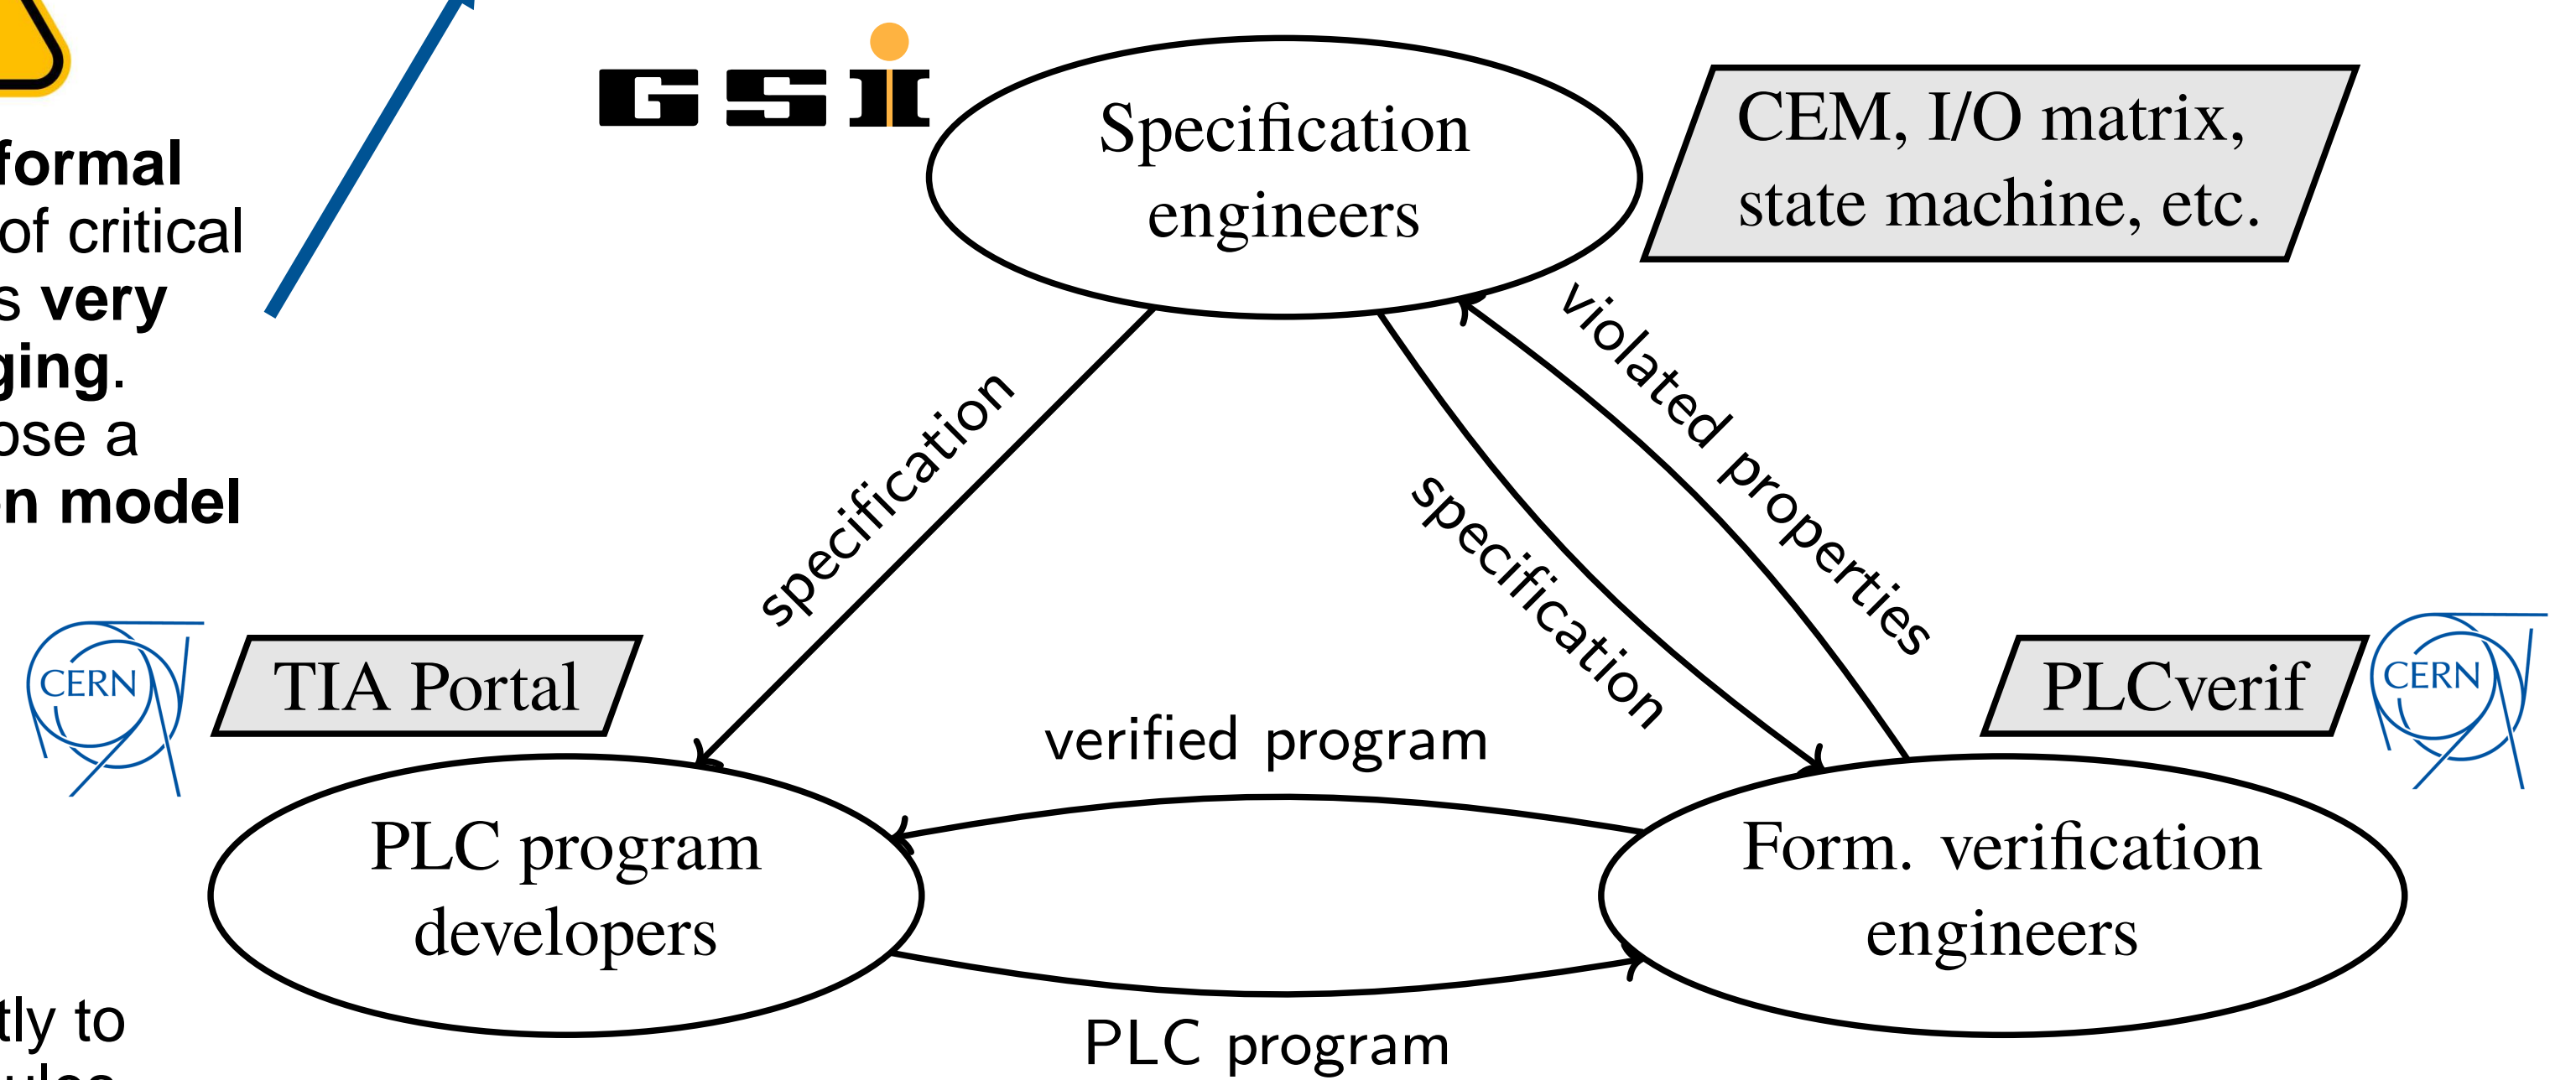 GSI
Specification
engineers
CEM, I/O matrix,
state machine, etc.
formal
of critical
very
.
ose a
model
specification
specification
violated properties
CERN
TIA Portal
PLCverif
CERN
verified program
PLC program
developers
Form. verification
engineers
PLC program
tly to